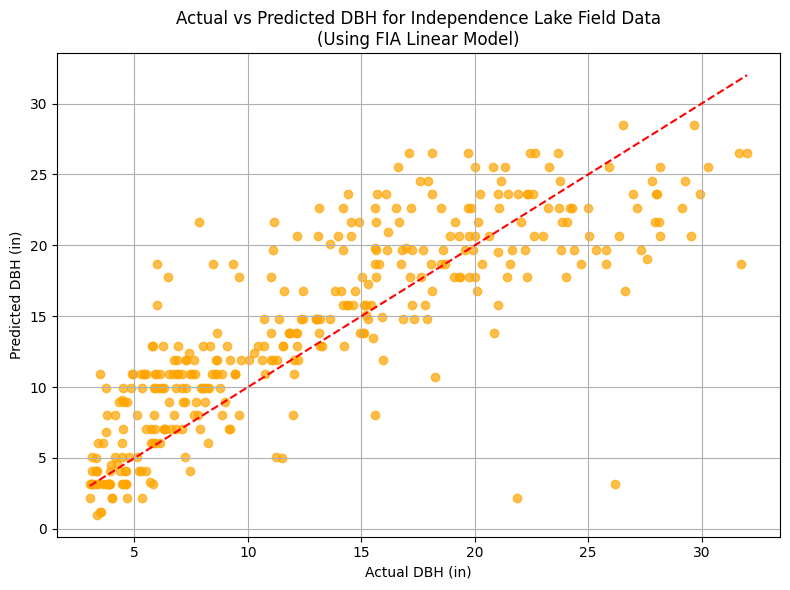 Actual vs Predicted DBH for Independence Lake Field Data
(Using FIA Linear Model)
Predicted DBH (in)
30
25
20
15
10
5
0
5 10 15 20 25 30
Actual DBH (in)